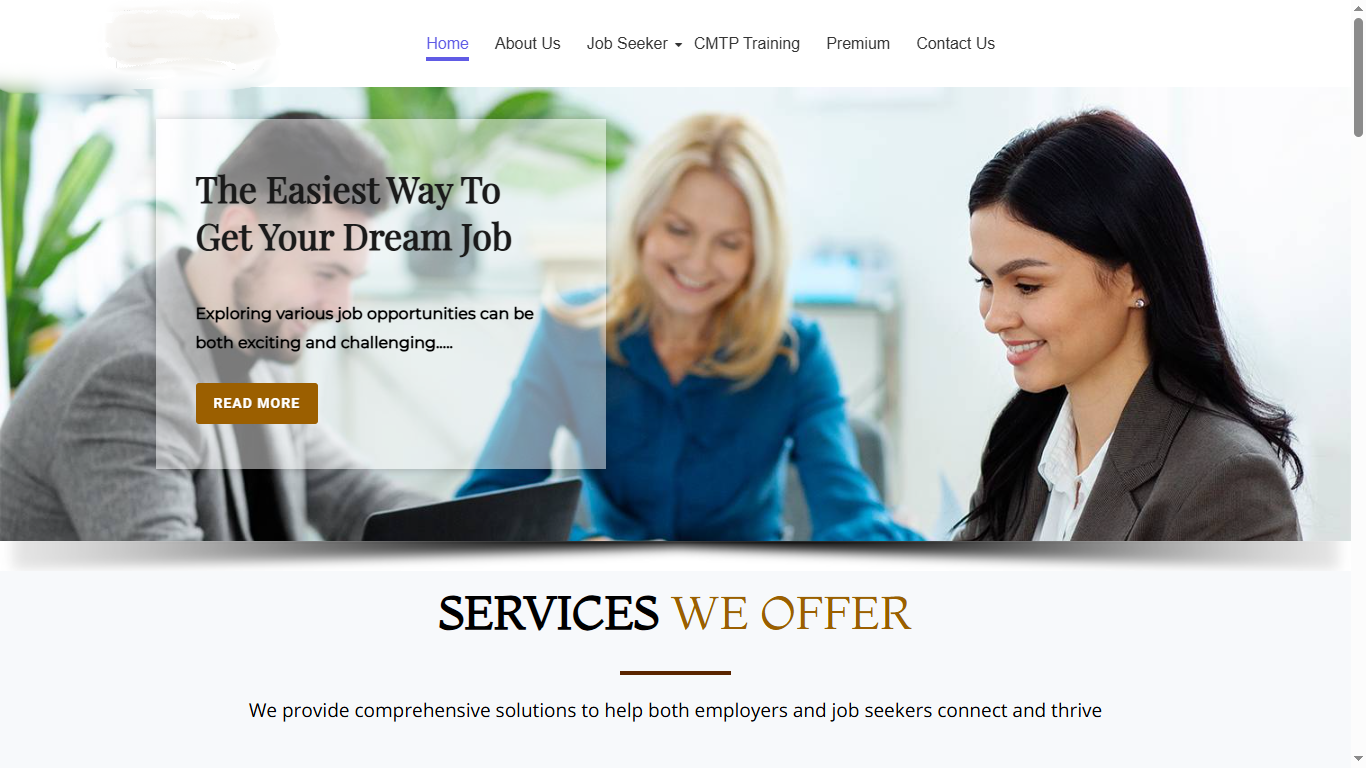 Home About Us Job Seeker CMTP Training Premium Contact Us
The Easiest Way To
Get Your Dream Job
Exploring various job opportunities can be
both exciting and challenging.....
READ MORE
SERVICES WE OFFER
We provide comprehensive solutions to help both employers and job seekers connect and thrive